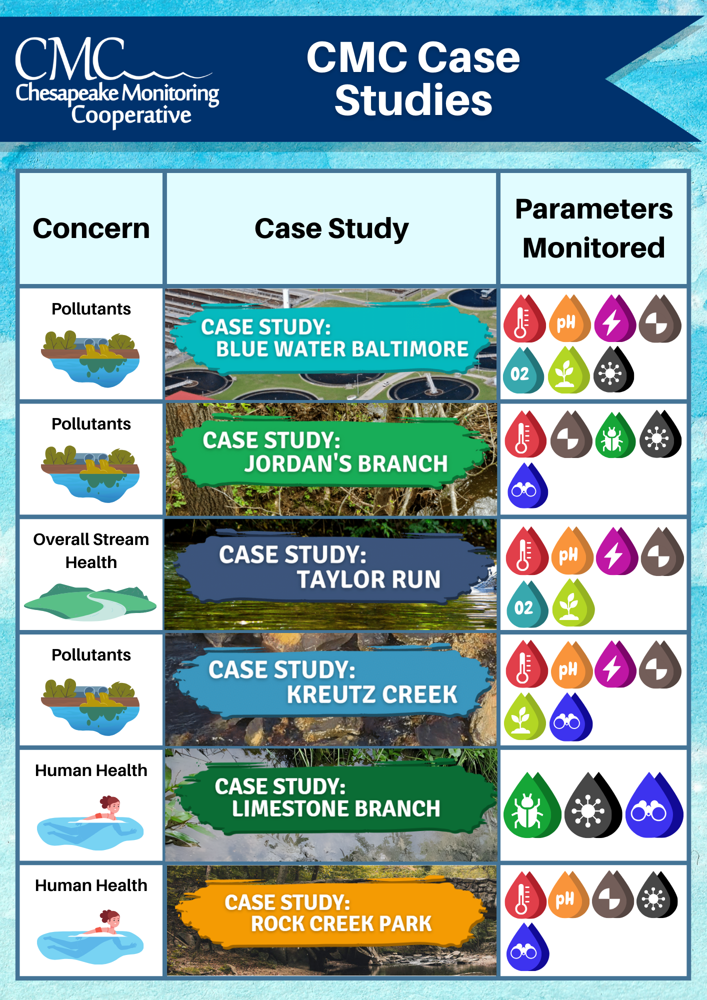 CMC
Chesapeake Monitoring
Cooperative
CMC Case
Studies
Concern
Case Study
Parameters
Monitored
Pollutants
CASE STUDY:
BLUE WATER BALTIMORE
pH
O2
Pollutants
CASE STUDY:
JORDAN'S BRANCH
Overall Stream
Health
CASE STUDY:
TAYLOR RUN
pH
O2
Pollutants
CASE STUDY:
KREUTZ CREEK
pH
Human Health
CASE STUDY:
LIMESTONE BRANCH
Human Health
CASE STUDY:
ROCK CREEK PARK
pH